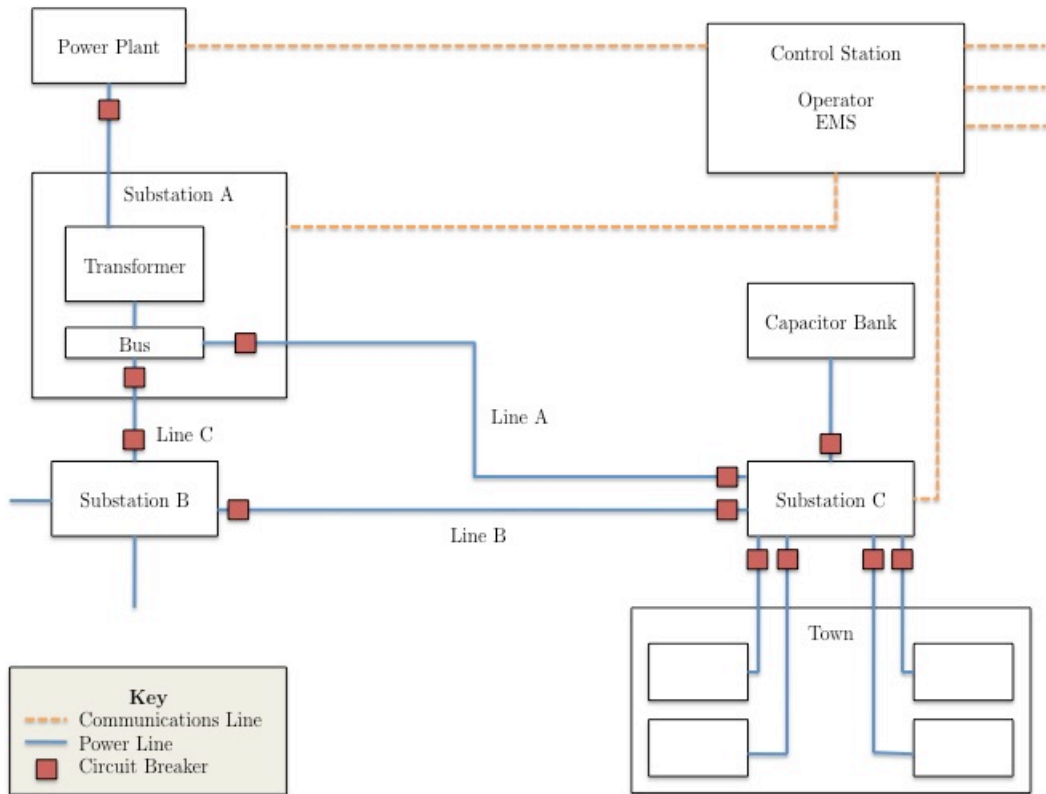 Power Plant
Control Station
Operator
EMS
Substation A
Transformer
Bus
Capacitor Bank
Line A
Line C
Substation B
Substation C
Line B
Town
Key
Communications Line
Power Line
Circuit Breaker